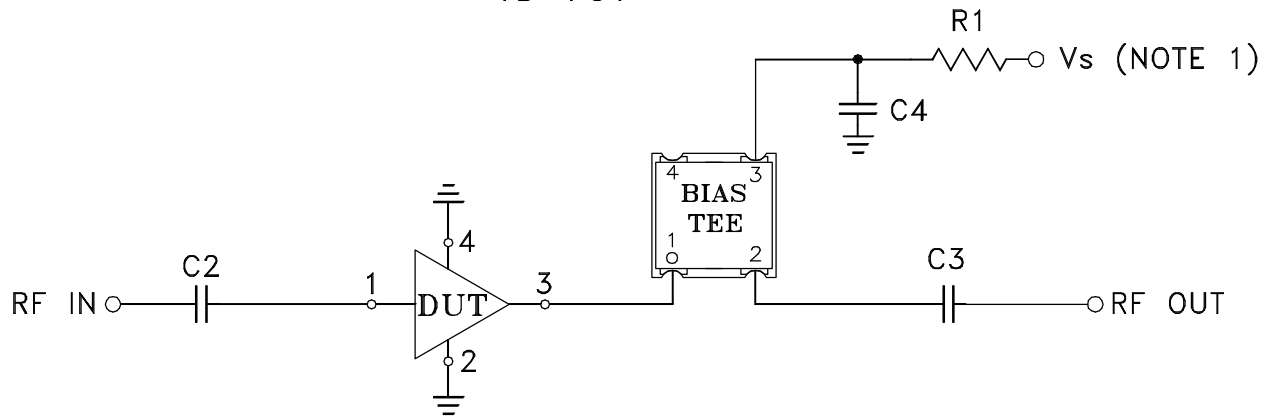 R1
Vs (NOTE 1)
C4
4
3
BIAS
TEE
1
2
4
C2
C3
RF IN
1
DUT
3
RF OUT
2